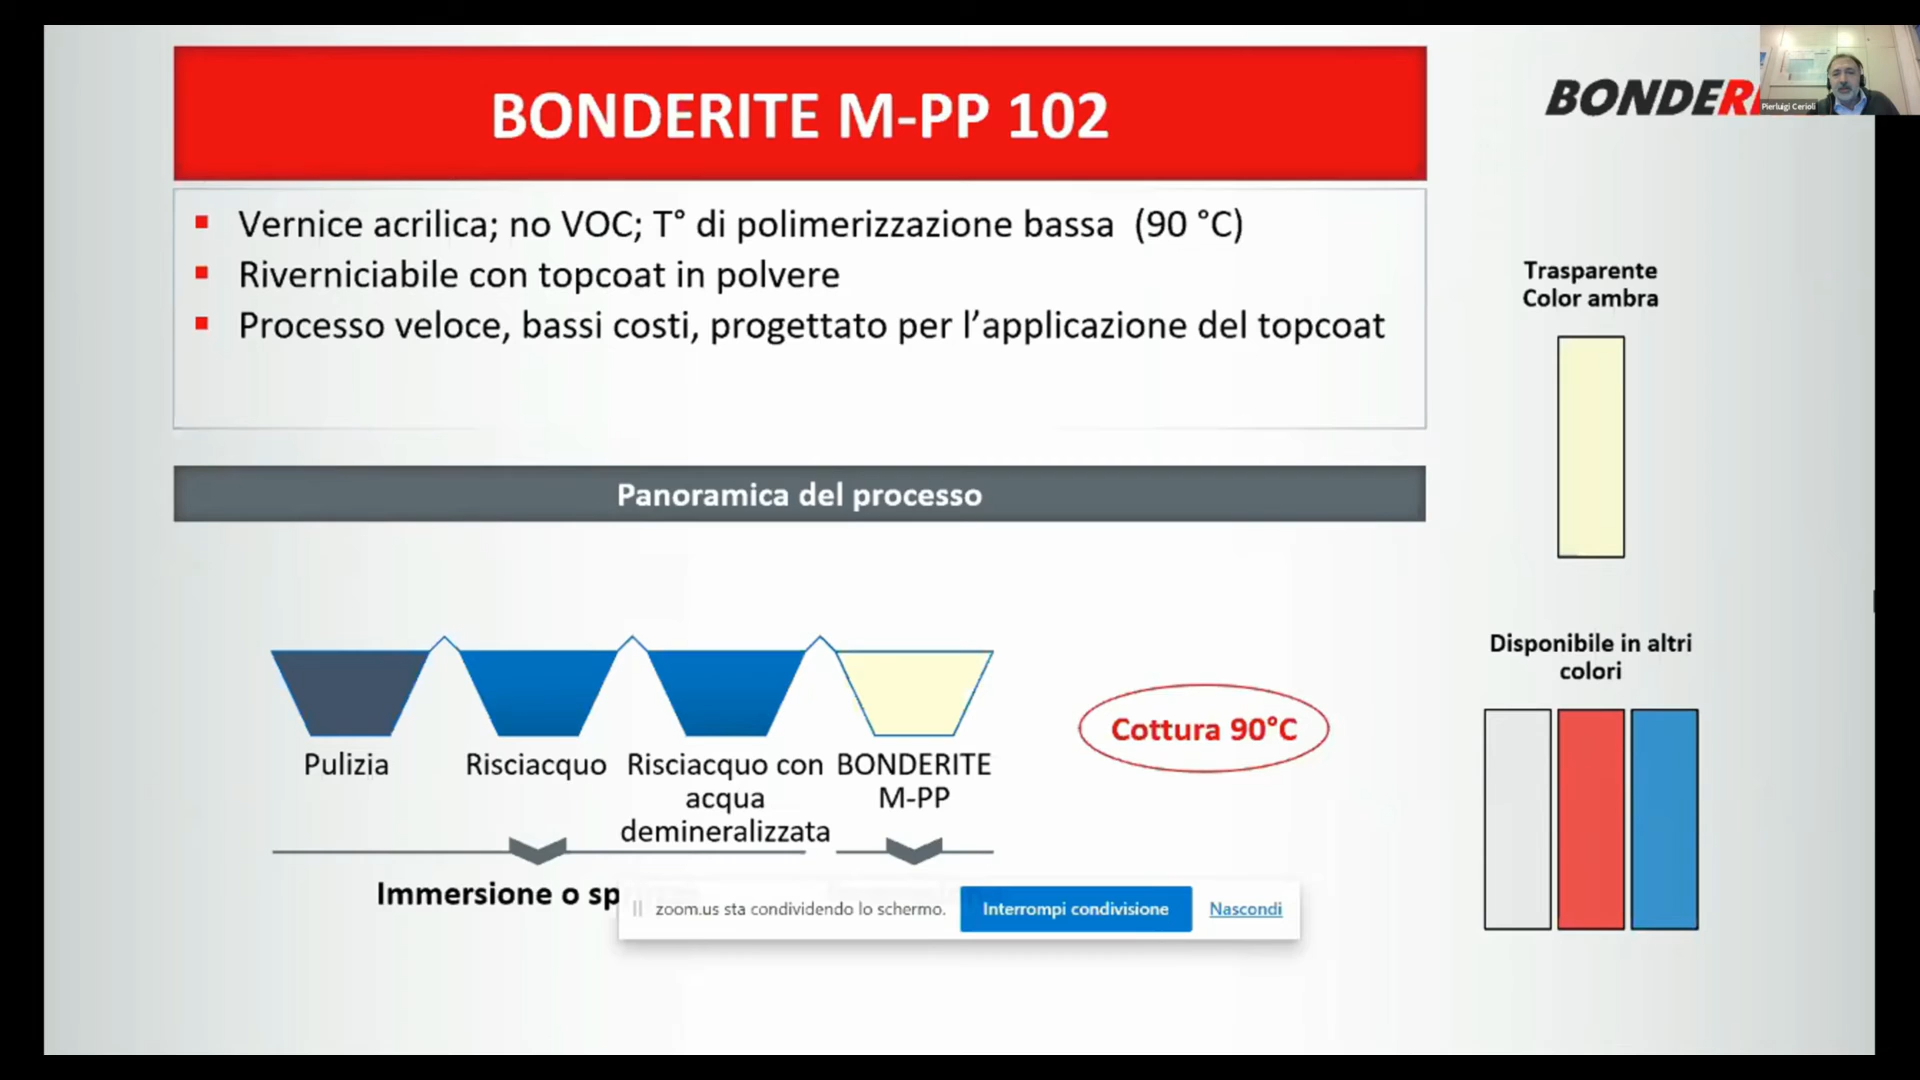 BONDERITE M-PP 102
Pierluigi Cerioli
Vernice acrilica; no VOC; T° di polimerizzazione bassa (90 °C)
Riverniciabile con topcoat in polvere
Processo veloce, bassi costi, progettato per l’applicazione del topcoat
Trasparente
Color ambra
Panoramica del processo
Disponibile in altri
colori
Pulizia
Risciacquo
Risciacquo con
acqua
demineralizzata
BONDERITE
M-PP
Cottura 90°C
Immersione o
zoom.us sta condividendo lo schermo.
Interrompi condivisione
Nascondi